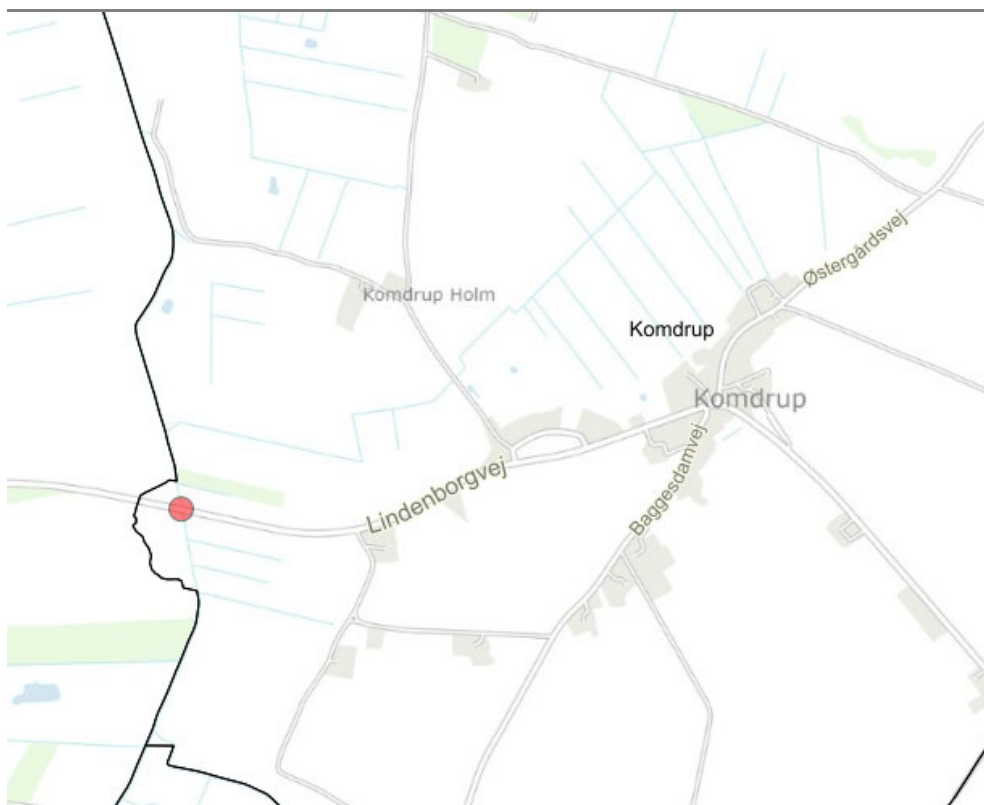 Østergårdsvej
Komdrup Holm
Komdrup
Komdrup
Lindenborgvej
Baggesdamvej